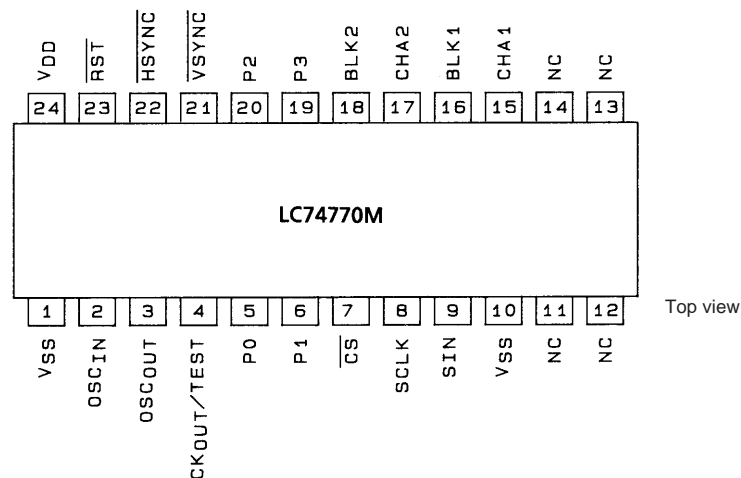 VDD
RST
HSYNC
VSYNC
P2
P3
BLK2
CHA2
BLK1
CHA1
NC
NC
24 23 22 21 20 19 18 17 16 15 14 13
LC74770M
1 2 3 4 5 6 7 8 9 10 11 12
Top view
VSS
OSCIN
OSCOUT
CKOUT/TEST
P0
P1
CS
SCLK
SIN
VSS
NC
NC